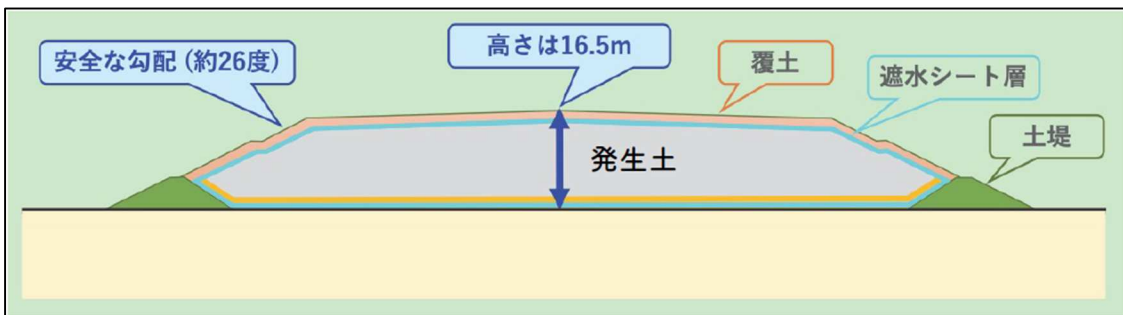 安全な勾配 (約26度)
高さは16.5m
覆土
遮水シート層
土堤
発生土